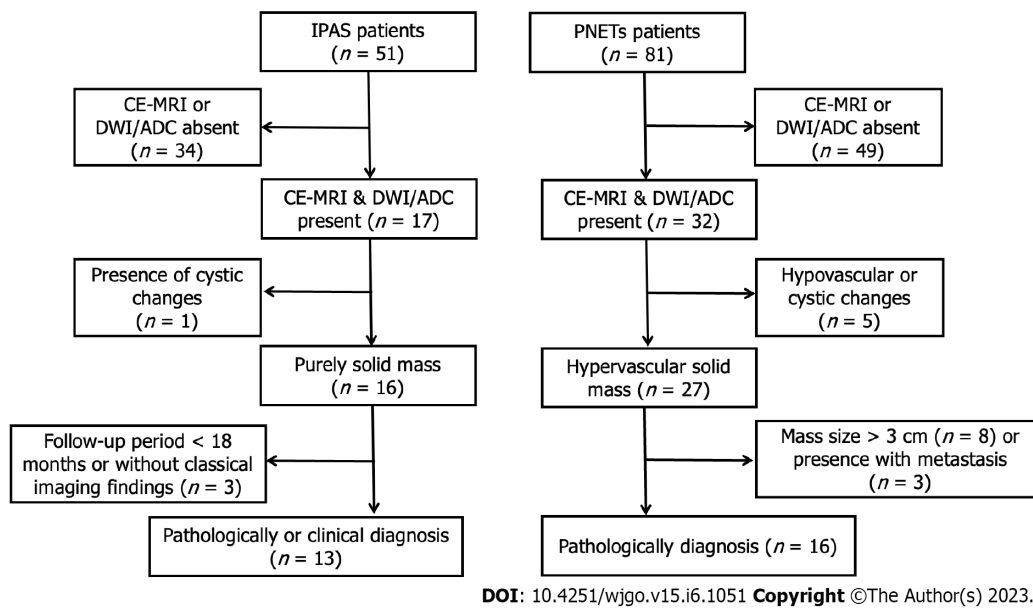 IPAS patients
(n = 51)
CE-MRI or
DWI/ADC absent
(n = 34)
CE-MRI & DWI/ADC
present (n = 17)
Presence of cystic
changes
(n = 1)
Purely solid mass
(n = 16)
Follow-up period < 18
months or without classical
imaging findings (n = 3)
Pathologically or clinical diagnosis
(n = 13)
PNETs patients
(n = 81)
CE-MRI or
DWI/ADC absent
(n = 49)
CE-MRI & DWI/ADC
present (n = 32)
Hypovascular or
cystic changes
(n = 5)
Hypervascular solid
mass (n = 27)
Mass size > 3 cm (n = 8) or
presence with metastasis
(n = 3)
Pathologically diagnosis (n = 16)
DOI: 10.4251/wjgo.v15.i6.1051 Copyright ©The Author(s) 2023.